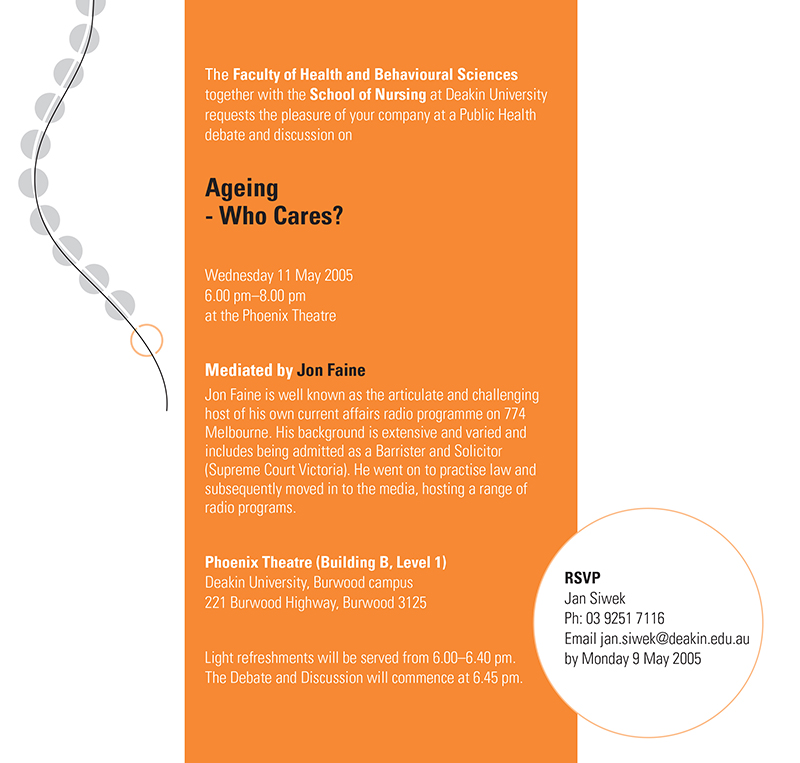 The Faculty of Health and Behavioural Sciences
together with the School of Nursing at Deakin University
requests the pleasure of your company at a Public Health
debate and discussion on
Ageing
- Who Cares?
Wednesday 11 May 2005
6.00 pm–8.00 pm
at the Phoenix Theatre
Mediated by Jon Faine
Jon Faine is well known as the articulate and challenging
host of his own current affairs radio programme on 774
Melbourne. His background is extensive and varied and
includes being admitted as a Barrister and Solicitor
(Supreme Court Victoria). He went on to practise law and
subsequently moved in to the media, hosting a range of
radio programs.
Phoenix Theatre (Building B, Level 1)
Deakin University, Burwood campus
221 Burwood Highway, Burwood 3125
Light refreshments will be served from 6.00–6.40 pm.
The Debate and Discussion will commence at 6.45 pm.
RSVP
Jan Siwek
Ph: 03 9251 7116
Email jan.siwek@deakin.edu.au
by Monday 9 May 2005